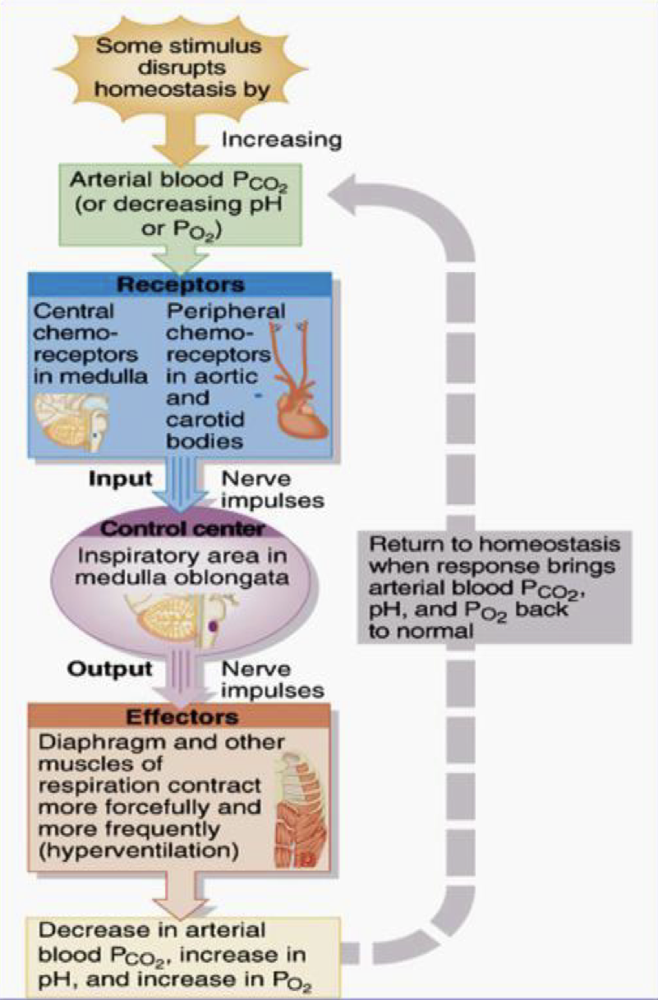 Some stimulus
disrupts
homeostasis by
Increasing
Arterial blood PCO2
(or decreasing pH
or PO2)
Receptors
Central
chemo-
receptors
in medulla
Peripheral
chemo-
receptors
in aortic
and
carotid
bodies
Input
Nerve
impulses
Control center
Inspiratory area in
medulla oblongata
Output
Nerve
impulses
Effectors
Diaphragm and other
muscles of
respiration contract
more forcefully and
more frequently
(hyperventilation)
Decrease in arterial
blood PCO2, increase in
pH, and increase in PO2
Return to homeostasis
when response brings
arterial blood PCO2,
pH, and PO2 back
to normal